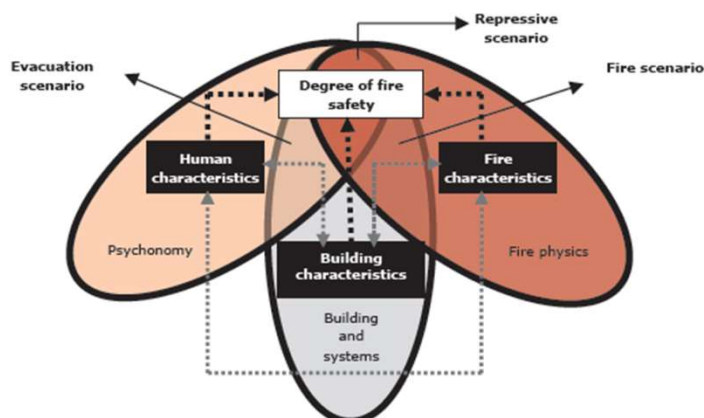 Repressive
scenario
Evacuation
scenario
Fire scenario
Degree of fire
safety
Human
characteristics
Fire
characteristics
Psychonomy
Building
characteristics
Fire physics
Building
and
systems